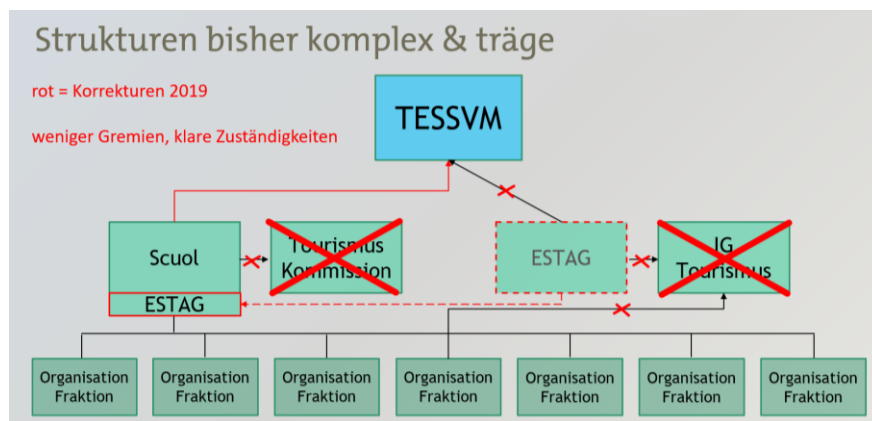 Strukturen bisher komplex & träge
rot = Korrekturen 2019
weniger Gremien, klare Zuständigkeiten
TESSVM
Scuol
Tourismus
Kommission
ESTAG
IG
Tourismus
ESTAG
Organisation
Fraktion
Organisation
Fraktion
Organisation
Fraktion
Organisation
Fraktion
Organisation
Fraktion
Organisation
Fraktion
Organisation
Fraktion